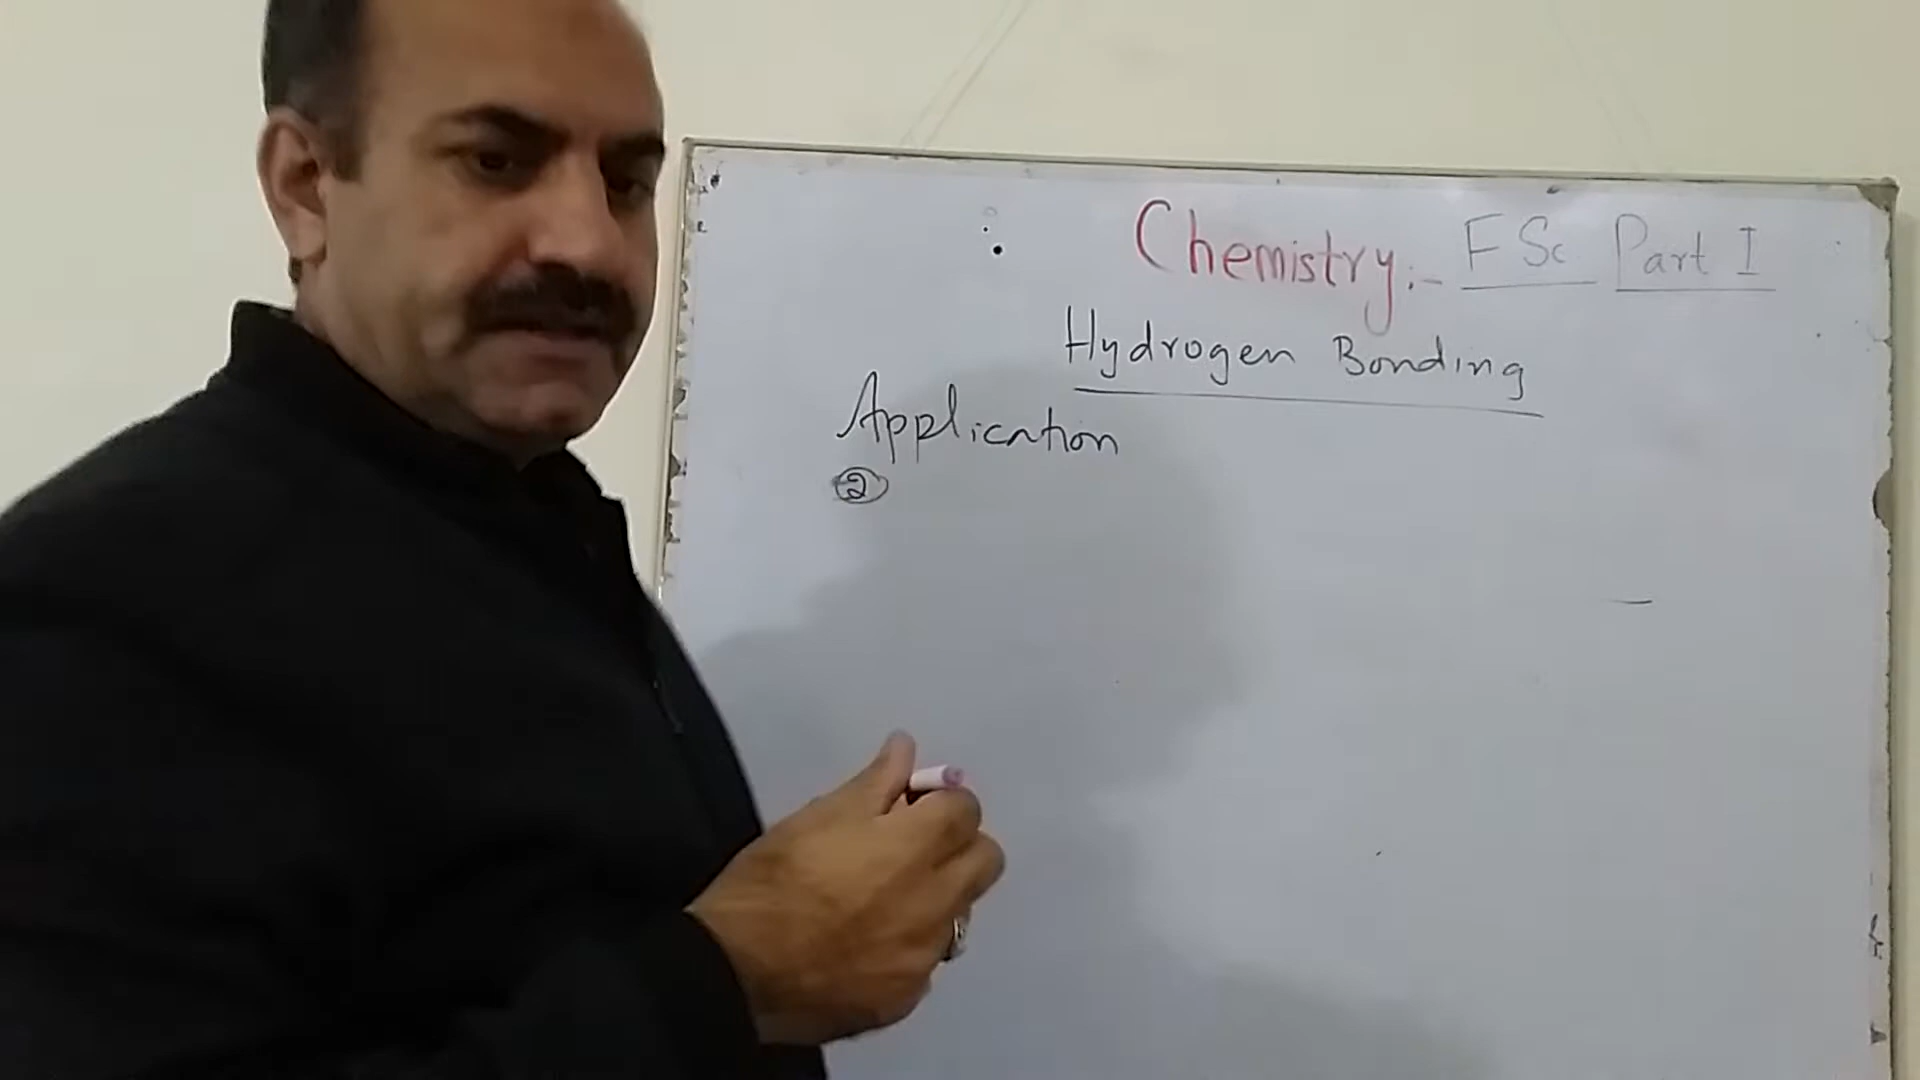 Chemistry:- FSc Part I
Hydrogen Bonding
Application
②